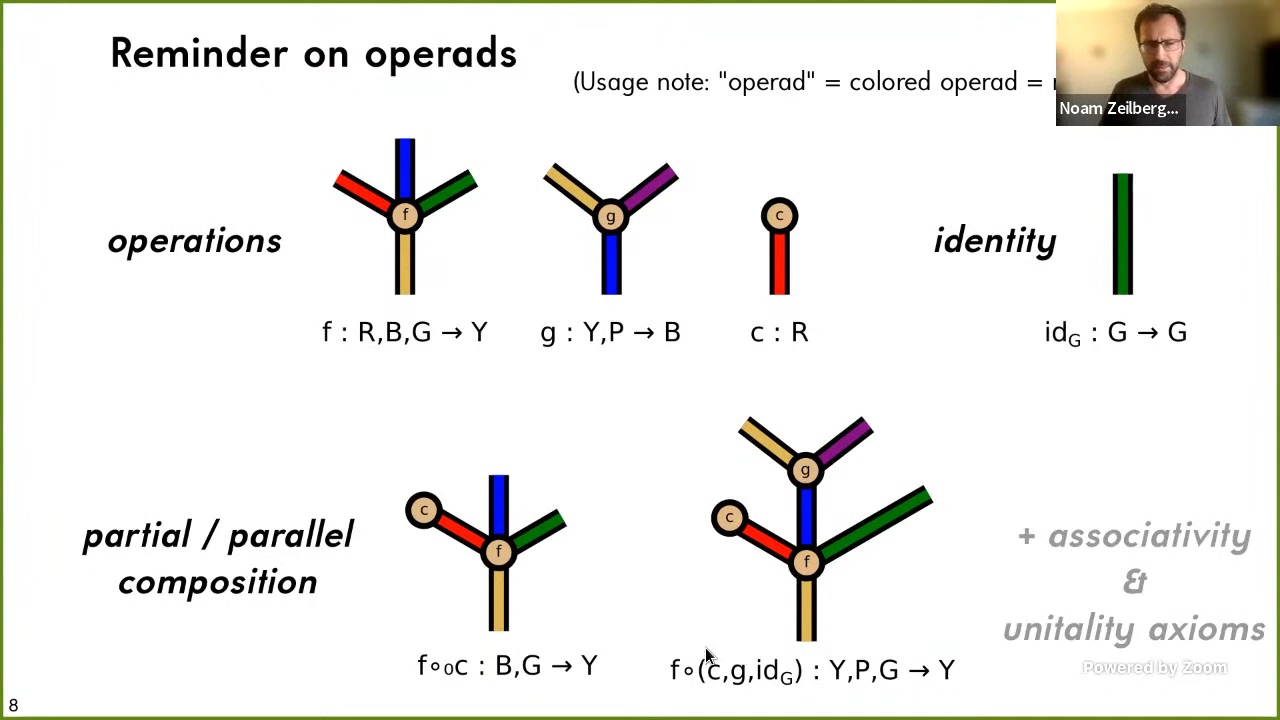 Reminder on operads
(Usage note: "operad" = colored operad =
Noam Zeilberg...
f
g
c
operations
identity
f : R,B,G → Y
g : Y,P → B
c : R
id_G : G → G
g
c
c
f
f
partial / parallel
composition
+ associativity
&
unitality axioms
f∘₀c : B,G → Y
f∘(c,g,id_G) : Y,P,G → Y
Powered by Zoom
8